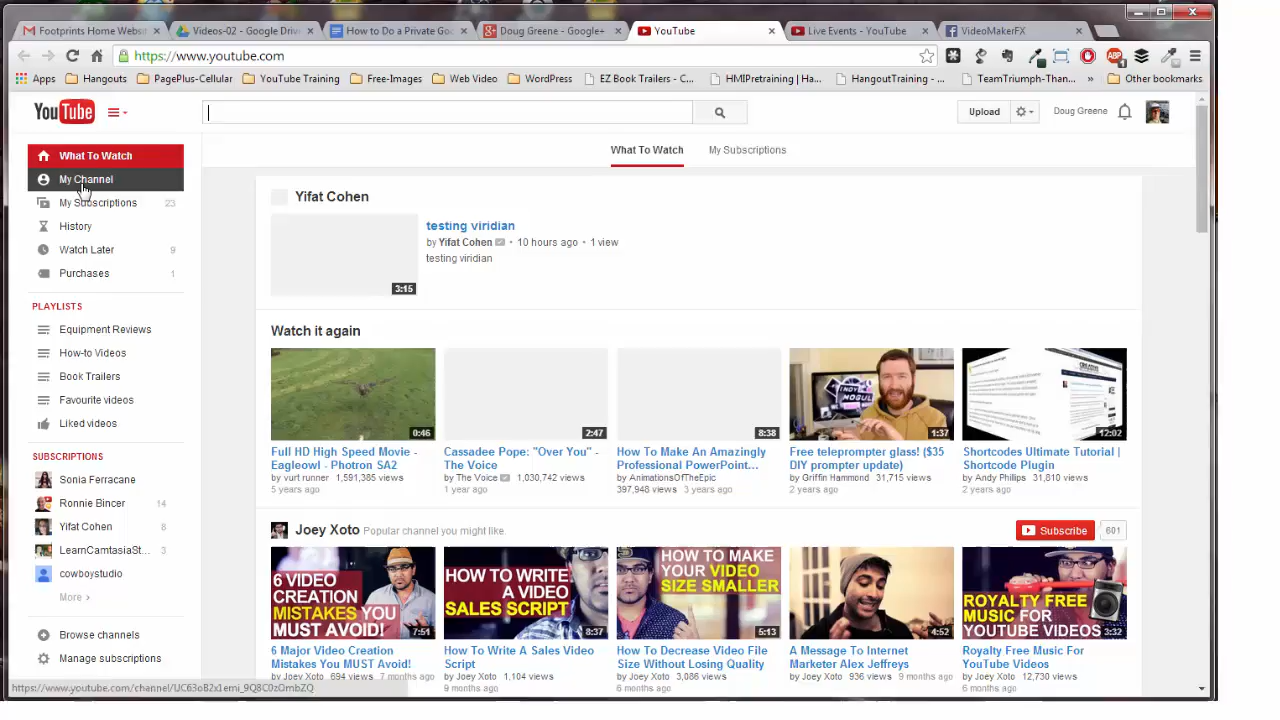 Footprints Home Websi
Videos-02 - Google Driv
How to Do a Private Goo
Doug Greene - Google+
YouTube
Live Events - YouTube
VideoMakerFX
https://www.youtube.com
Apps
Hangouts
PagePlus-Cellular
YouTube Training
Free-Images
Web Video
WordPress
EZ Book Trailers - C...
HMIPretraining | Ha...
HangoutTraining - ...
TeamTriumph-Than...
Other bookmarks
YouTube
Upload
Doug Greene
What To Watch
My Subscriptions
What To Watch
My Channel
My Subscriptions 23
History
Watch Later 9
Purchases 1
PLAYLISTS
Equipment Reviews
How-to Videos
Book Trailers
Favourite videos
Liked videos
SUBSCRIPTIONS
Sonia Ferracane
Ronnie Bincer 14
Yifat Cohen 8
LearnCamtasiaSt... 3
cowboystudio
More ›
Browse channels
Manage subscriptions
Yifat Cohen
testing viridian
by Yifat Cohen • 10 hours ago • 1 view
testing viridian
3:15
Watch it again
0:46
Full HD High Speed Movie -
Eagleowl - Photron SA2
by vurt runner 1,591,385 views
5 years ago
2:47
Cassadee Pope: "Over You" -
The Voice
by The Voice 1,030,742 views
1 year ago
8:38
How To Make An Amazingly
Professional PowerPoint...
by AnimationsOfTheEpic
397,948 views 3 years ago
INDY
MOGUL
1:37
Free teleprompter glass! ($35
DIY prompter update)
by Griffin Hammond 31,715 views
2 years ago
12:02
Shortcodes Ultimate Tutorial |
Shortcode Plugin
by Andy Phillips 31,810 views
2 years ago
Joey Xoto Popular channel you might like.
Subscribe 601
6 VIDEO
CREATION
MISTAKES YOU
MUST AVOID!
7:51
6 Major Video Creation
Mistakes You MUST Avoid!
by Joey Xoto 694 views 7 months ago
HOW TO WRITE
A VIDEO
SALES SCRIPT
8:37
How To Write A Sales Video
Script
by Joey Xoto 1,104 views
9 months ago
HOW TO MAKE
YOUR VIDEO
SIZE SMALLER
5:13
How To Decrease Video File
Size Without Losing Quality
by Joey Xoto 3,086 views
6 months ago
4:52
A Message To Internet
Marketer Alex Jeffreys
by Joey Xoto 936 views 9 months ago
ROYALTY FREE
MUSIC FOR
YOUTUBE VIDEOS
3:32
Royalty Free Music For
YouTube Videos
by Joey Xoto 12,730 views
6 months ago